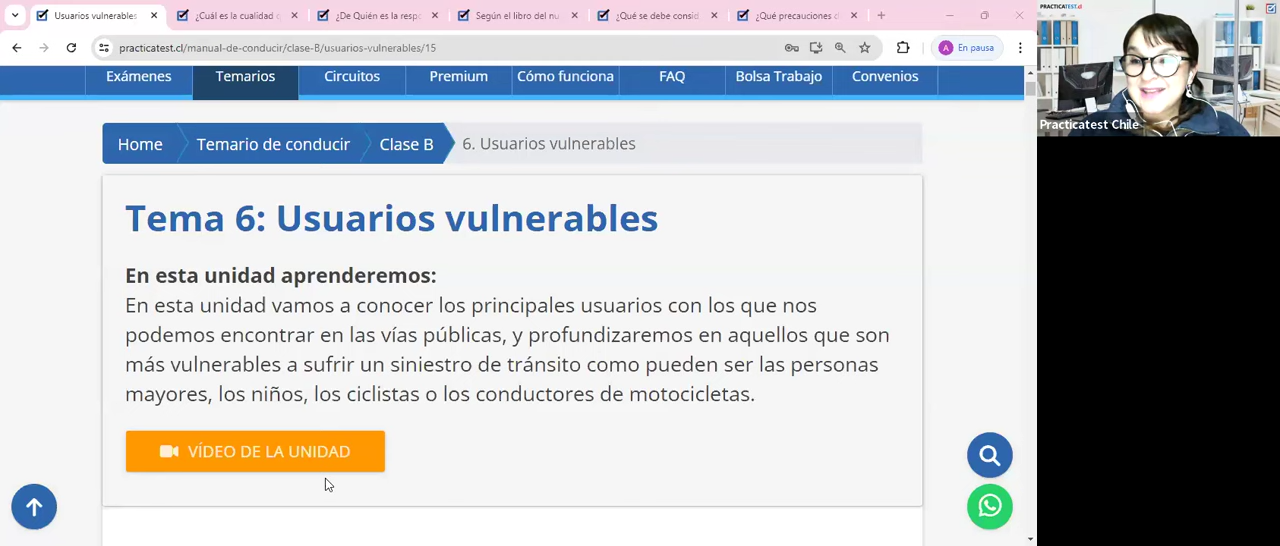 Usuarios vulnerables
¿Cuál es la cualidad c
¿De Quién es la resp
Según el libro del nu
¿Qué se debe consid
¿Qué precauciones d
practicatest.cl/manual-de-conducir/clase-B/usuarios-vulnerables/15
A
En pausa
PRACTICATEST.cl
Practicatest Chile
Exámenes
Temarios
Circuitos
Premium
Cómo funciona
FAQ
Bolsa Trabajo
Convenios
Home
Temario de conducir
Clase B
6. Usuarios vulnerables
Tema 6: Usuarios vulnerables
En esta unidad aprenderemos:
En esta unidad vamos a conocer los principales usuarios con los que nos
podemos encontrar en las vías públicas, y profundizaremos en aquellos que son
más vulnerables a sufrir un siniestro de tránsito como pueden ser las personas
mayores, los niños, los ciclistas o los conductores de motocicletas.
VÍDEO DE LA UNIDAD